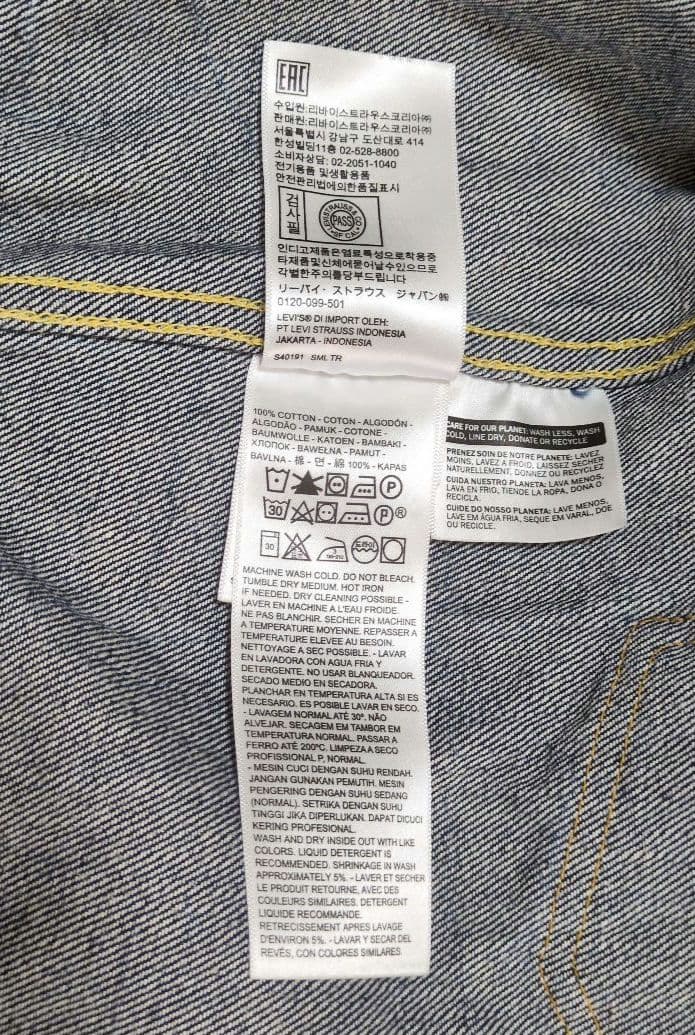 EAC
수입원:리바이스트라우스코리아㈜
판매원:리바이스트라우스코리아㈜
서울특별시 강남구 도산대로 414
한성빌딩11층 02-528-8800
소비자상담: 02-2051-1040
전기용품 및생활용품
안전관리법에의한품질표시
검사필
LEVI STRAUSS & CO
PASS
OF CAL
인디고제품은염료특성으로착용중
타제품및신체에묻어날수있으므로
각별한주의를당부드립니다
リーバイ・ストラウス ジャパン㈱
0120-099-501
LEVI'S® DI IMPORT OLEH:
PT LEVI STRAUSS INDONESIA
JAKARTA - INDONESIA
S40191 SML TR
100% COTTON - COTON - ALGODÓN -
ALGODÃO - PAMUK - COTONE -
BAUMWOLLE - KATOEN - BAMBAKI -
ХЛОПОК - BAWEŁNA - PAMUT -
BAVLNA - 棉 - 면 - 綿 100% - KAPAS
P
30 P®
30 드라이
MACHINE WASH COLD. DO NOT BLEACH.
TUMBLE DRY MEDIUM. HOT IRON
IF NEEDED. DRY CLEANING POSSIBLE -
LAVER EN MACHINE A L'EAU FROIDE.
NE PAS BLANCHIR. SECHER EN MACHINE
A TEMPERATURE MOYENNE. REPASSER A
TEMPERATURE ELEVEE AU BESOIN.
NETTOYAGE A SEC POSSIBLE. - LAVAR
EN LAVADORA CON AGUA FRIA Y
DETERGENTE. NO USAR BLANQUEADOR.
SECADO MEDIO EN SECADORA.
PLANCHAR EN TEMPERATURA ALTA SI ES
NECESARIO. ES POSIBLE LAVAR EN SECO.
- LAVAGEM NORMAL ATÉ 30º. NÃO
ALVEJAR. SECAGEM EM TAMBOR EM
TEMPERATURA NORMAL. PASSAR A
FERRO ATÉ 200ºC. LIMPEZA A SECO
PROFISSIONAL P, NORMAL.
- MESIN CUCI DENGAN SUHU RENDAH.
JANGAN GUNAKAN PEMUTIH. MESIN
PENGERING DENGAN SUHU SEDANG
(NORMAL). SETRIKA DENGAN SUHU
TINGGI JIKA DIPERLUKAN. DAPAT DICUCI
KERING PROFESIONAL.
WASH AND DRY INSIDE OUT WITH LIKE
COLORS. LIQUID DETERGENT IS
RECOMMENDED. SHRINKAGE IN WASH
APPROXIMATELY 5%. - LAVER ET SECHER
LE PRODUIT RETOURNE, AVEC DES
COULEURS SIMILAIRES. DETERGENT
LIQUIDE RECOMMANDE.
RETRECISSEMENT APRES LAVAGE
D'ENVIRON 5%. - LAVAR Y SECAR DEL
REVÉS, CON COLORES SIMILARES.
CARE FOR OUR PLANET: WASH LESS, WASH
COLD, LINE DRY, DONATE OR RECYCLE
PRENEZ SOIN DE NOTRE PLANETE: LAVEZ
MOINS, LAVEZ A FROID, LAISSEZ SECHER
NATURELLEMENT, DONNEZ OU RECYCLEZ
CUIDA NUESTRO PLANETA: LAVA MENOS,
LAVA EN FRIO, TIENDE LA ROPA, DONA O
RECICLA.
CUIDE DO NOSSO PLANETA: LAVE MENOS,
LAVE EM ÁGUA FRIA, SEQUE EM VARAL, DOE
OU RECICLE.